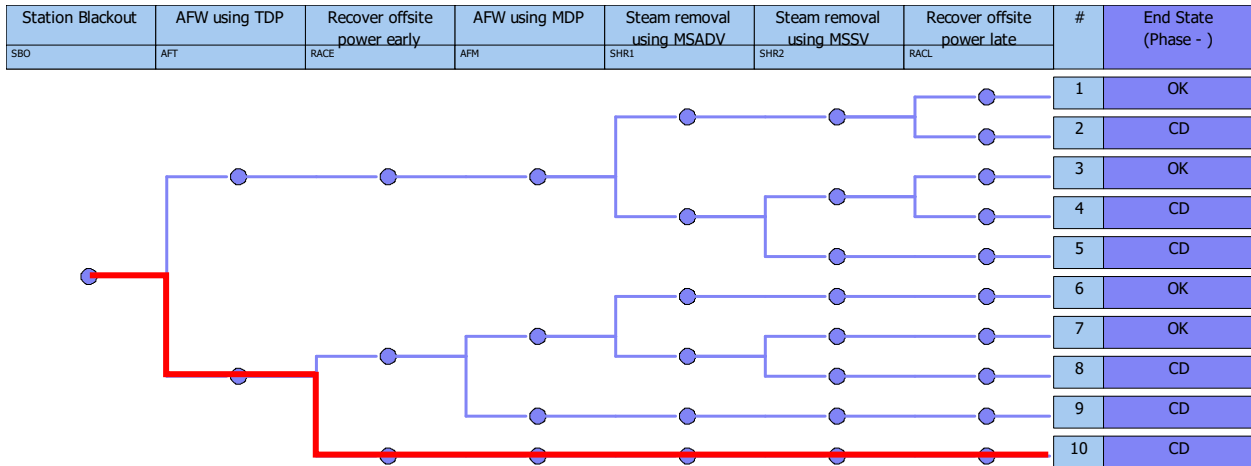 Station Blackout
SBO
AFW using TDP
AFT
Recover offsite
power early
RACE
AFW using MDP
AFM
Steam removal
using MSADV
SHR1
Steam removal
using MSSV
SHR2
Recover offsite
power late
RACL
#
End State
(Phase - )
1 OK
2 CD
3 OK
4 CD
5 CD
6 OK
7 OK
8 CD
9 CD
10 CD